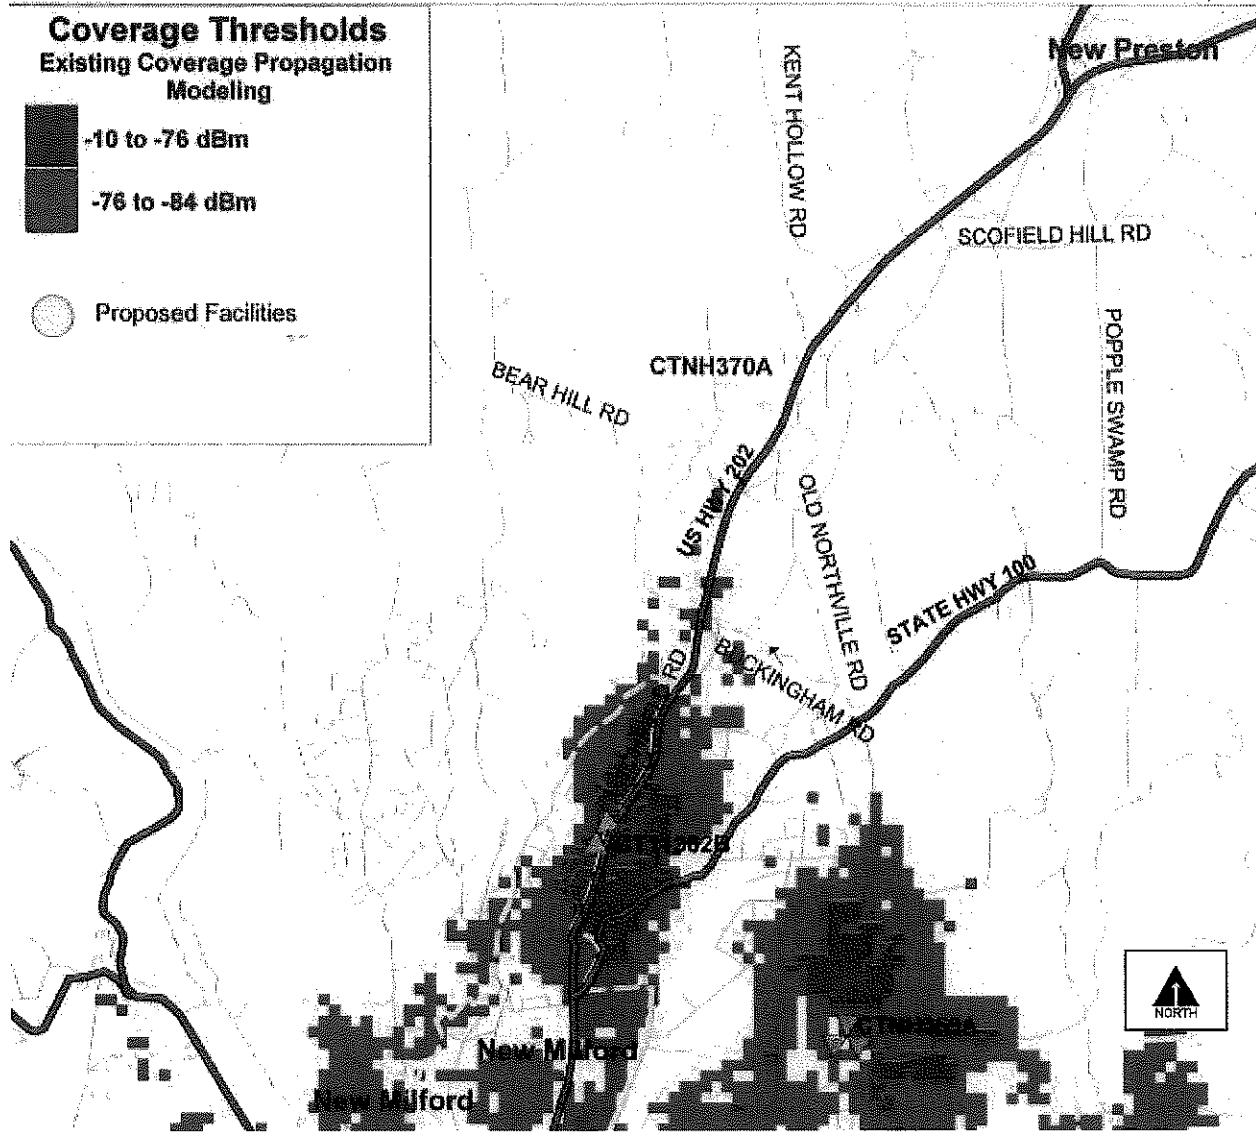 Coverage Thresholds
Existing Coverage Propagation
Modeling
-10 to -76 dBm
-76 to -84 dBm
Proposed Facilities
New Preston
KENT HOLLOW RD
SCOFIELD HILL RD
POPPLE SWAMP RD
CTNH370A
BEAR HILL RD
US HWY 202
OLD NORTHVILLE RD
STATE HWY 100
RD
BUCKINGHAM RD
NORTH
New Milford
New Milford